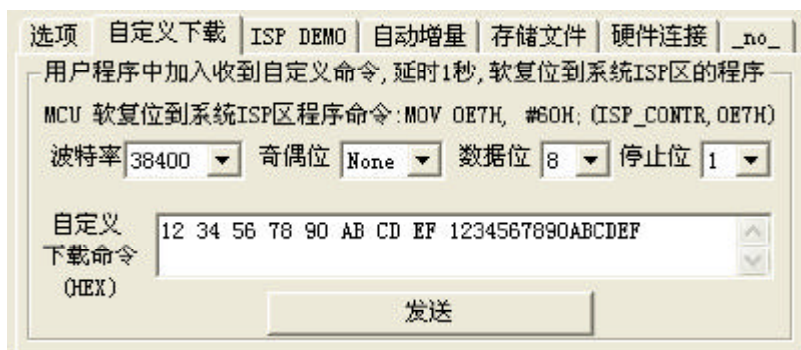 选项 自定义下载 ISP DEMO 自动增量 存储文件 硬件连接 _no_
用户程序中加入收到自定义命令,延时1秒,软复位到系统ISP区的程序
MCU 软复位到系统ISP区程序命令:MOV 0E7H, #60H; (ISP_CONTR,0E7H)
波特率 38400 奇偶位 None 数据位 8 停止位 1
自定义
下载命令
(HEX)
12 34 56 78 90 AB CD EF 1234567890ABCDEF
发送